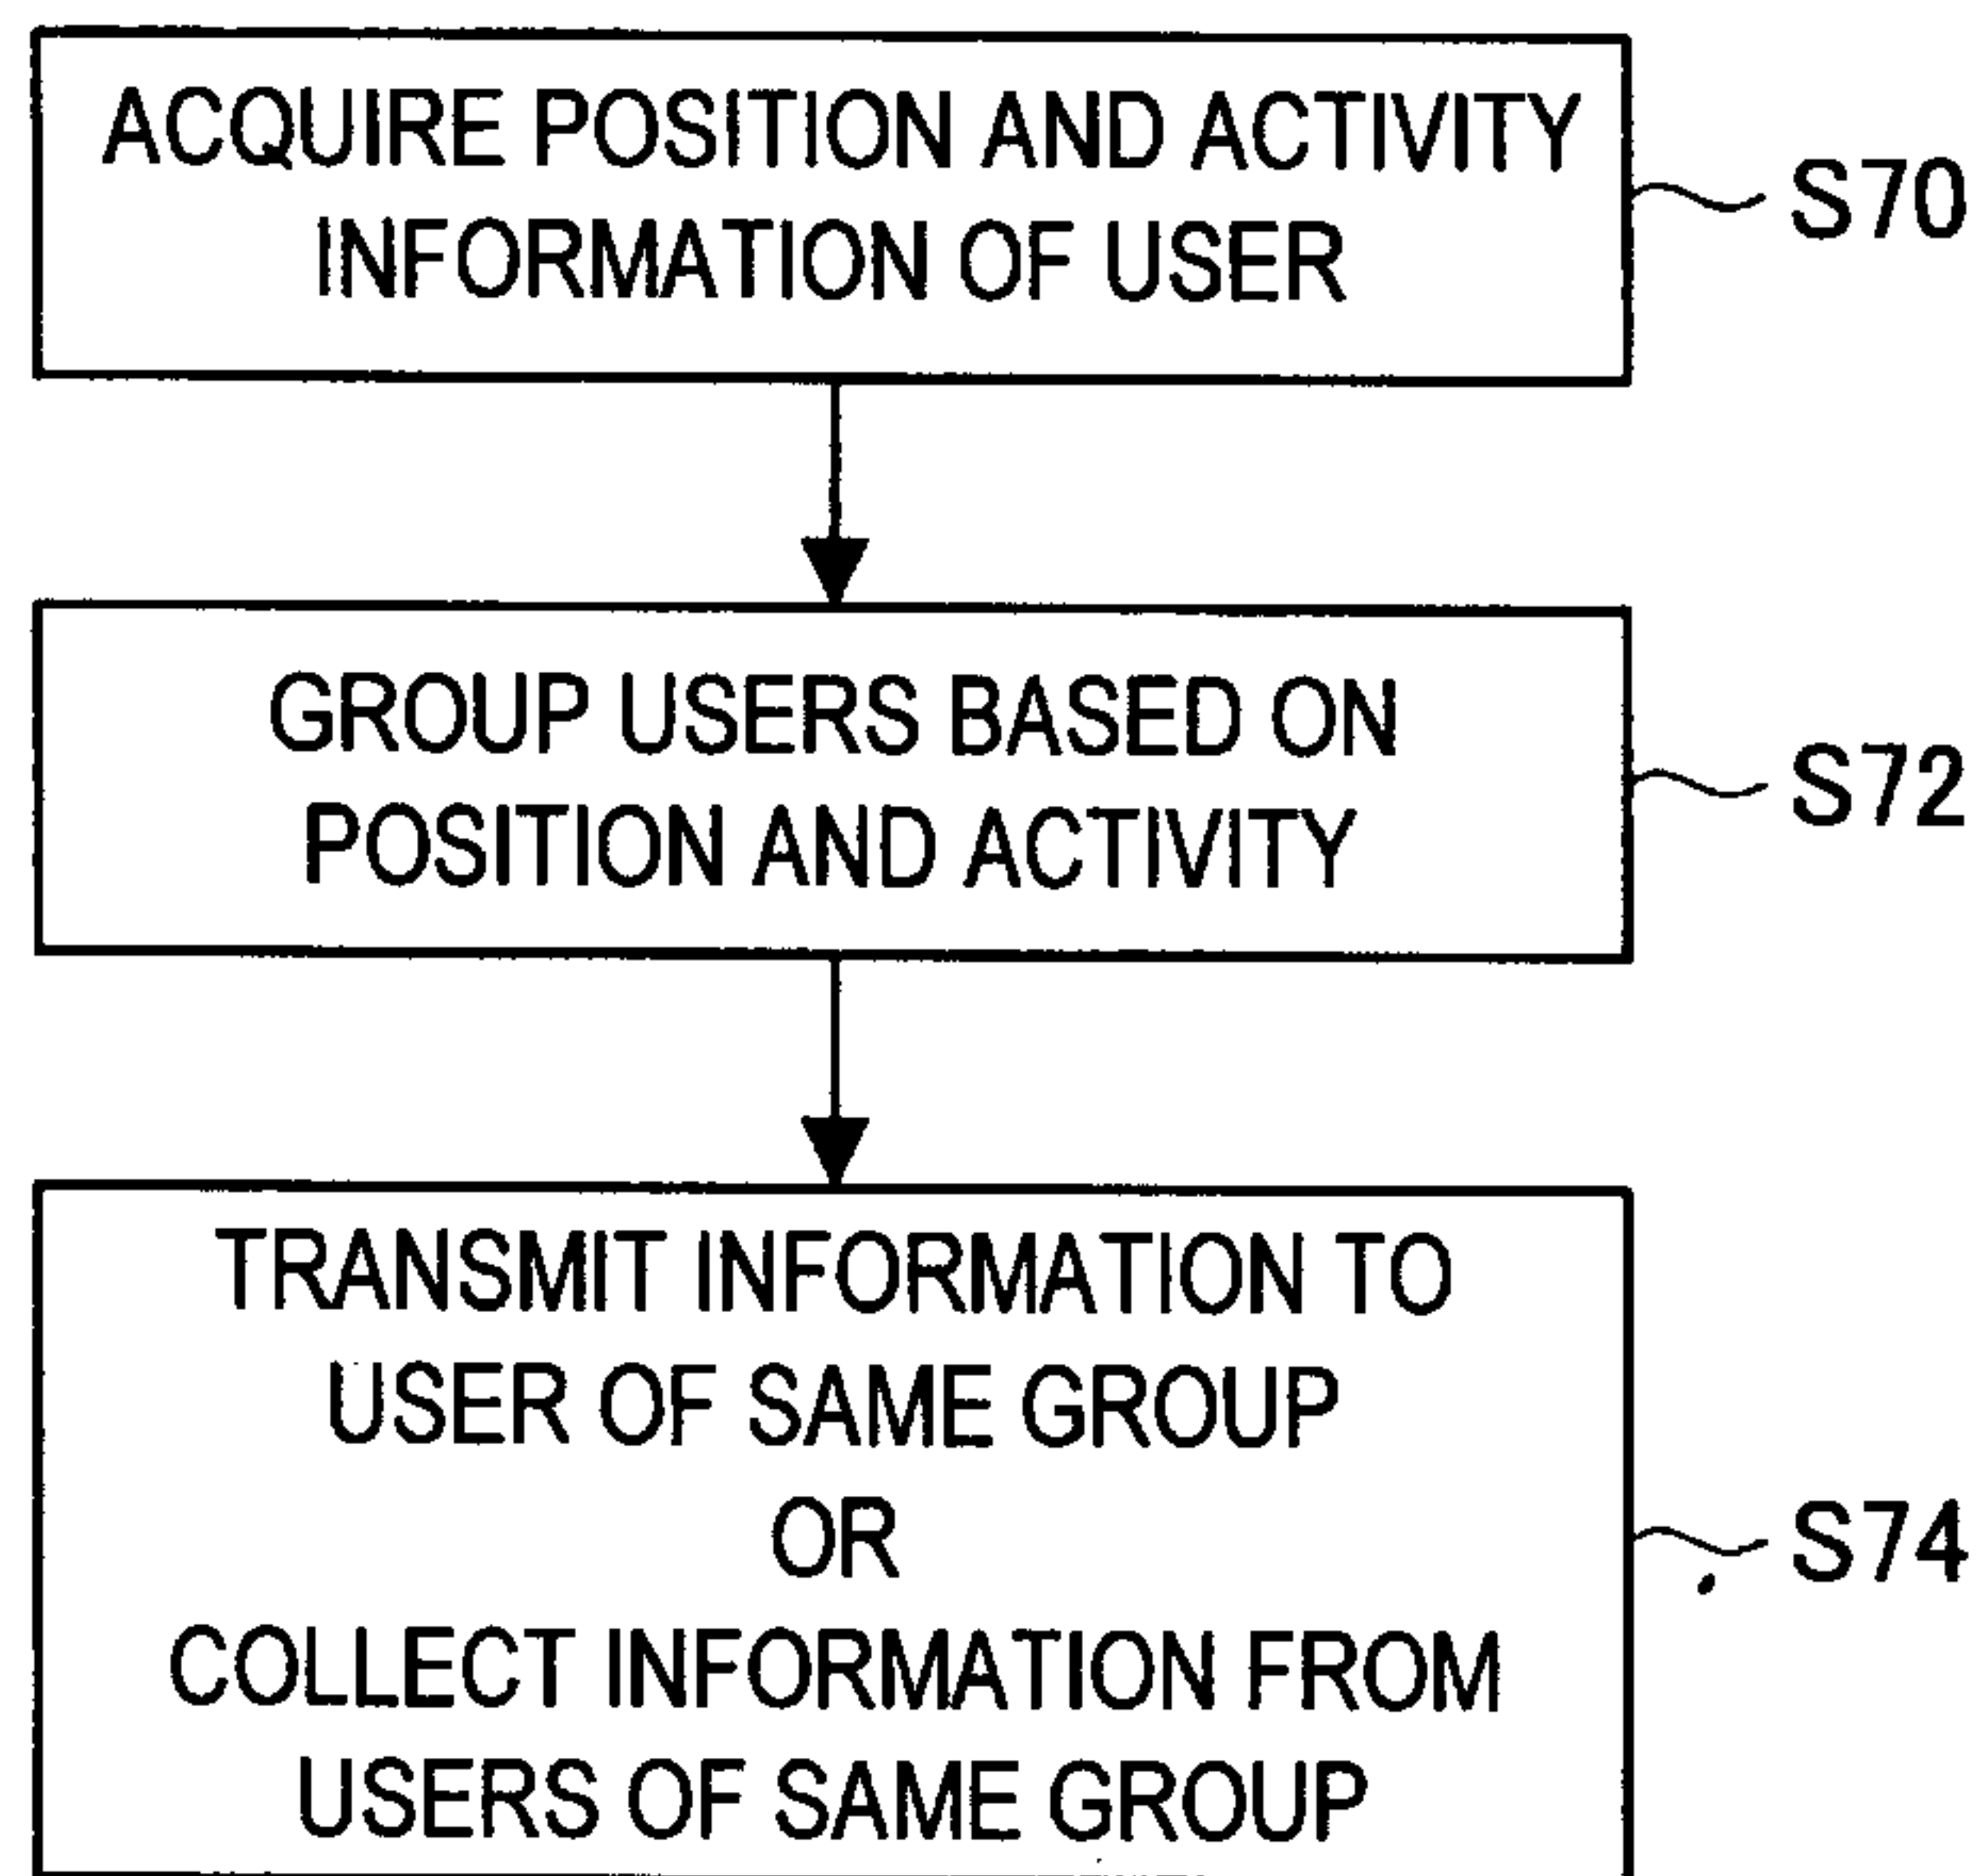 ACQUIRE POSITION AND ACTIVITY
INFORMATION OF USER
S70
GROUP USERS BASED ON
POSITION AND ACTIVITY
S72
TRANSMIT INFORMATION TO
USER OF SAME GROUP
OR
COLLECT INFORMATION FROM
USERS OF SAME GROUP
S74